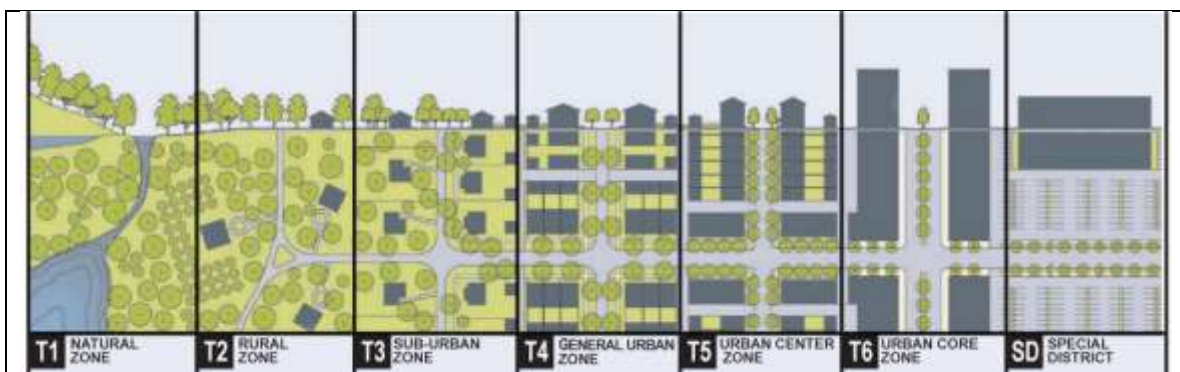 T1 NATURAL
ZONE
T2 RURAL
ZONE
T3 SUB-URBAN
ZONE
T4 GENERAL URBAN
ZONE
T5 URBAN CENTER
ZONE
T6 URBAN CORE
ZONE
SD SPECIAL
DISTRICT